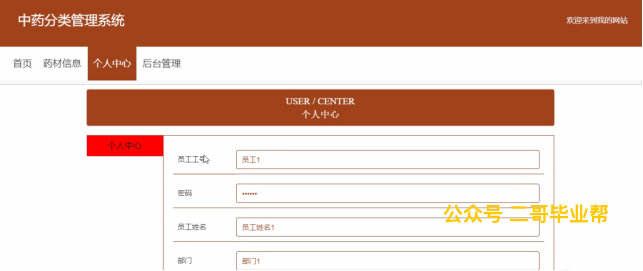 中药分类管理系统
欢迎来到我的网站
首页 药材信息 个人中心 后台管理
USER / CENTER
个人中心
个人中心
员工工号 员工1
密码 ••••••
公众号 二哥毕业帮
员工姓名 员工姓名1
部门 部门1